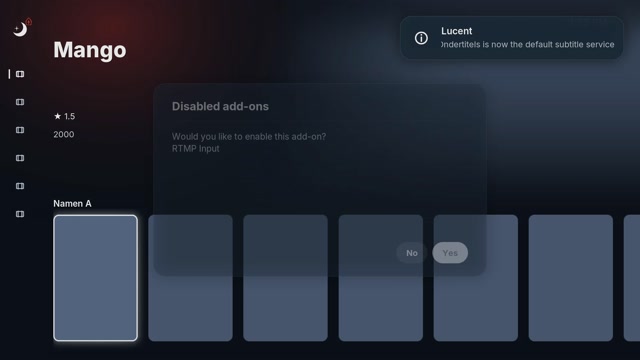 Mango
Lucent
Ondertitels is now the default subtitle service
Disabled add-ons
★ 1.5
Would you like to enable this add-on?
2000
RTMP Input
Namen A
No
Yes